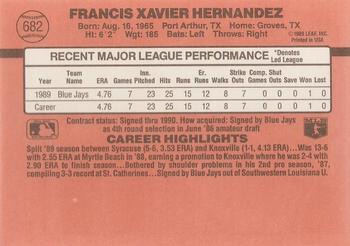 682
FRANCIS XAVIER HERNANDEZ
Born: Aug. 16, 1965 Port Arthur, TX Home: Groves, TX
Ht: 6' 2" Wgt: 185 Bats: Left Throws: Right
© 1989 LEAF, INC.
Printed in USA
RECENT MAJOR LEAGUE PERFORMANCE *Denotes Led League
Year Team Name ERA Games Inn. Pitched Hits Runs Er. Runs Walks Strike Outs Comp. Games Shut Outs Save Won Lost
1989 Blue Jays 4.76 7 23 25 15 12 8 7 0 0 0 1 0
Career 4.76 7 23 25 15 12 8 7 0 0 0 1 0
Contract status: Signed thru 1990. How acquired: Signed by Blue Jays as
4th round selection in June '86 amateur draft
CAREER HIGHLIGHTS
Split '89 season between Syracuse (5-6, 3.53 ERA) and Knoxville (1-1, 4.13 ERA)... Was 13-6
with 2.55 ERA at Myrtle Beach in '88, earning a promotion to Knoxville where he was 2-4
with 2.90 ERA to finish season... Bothered by shoulder problems in his 2nd pro season, '87,
compiling 3-3 record at St. Catherines... Signed by Blue Jays out of Southwestern Louisiana U.